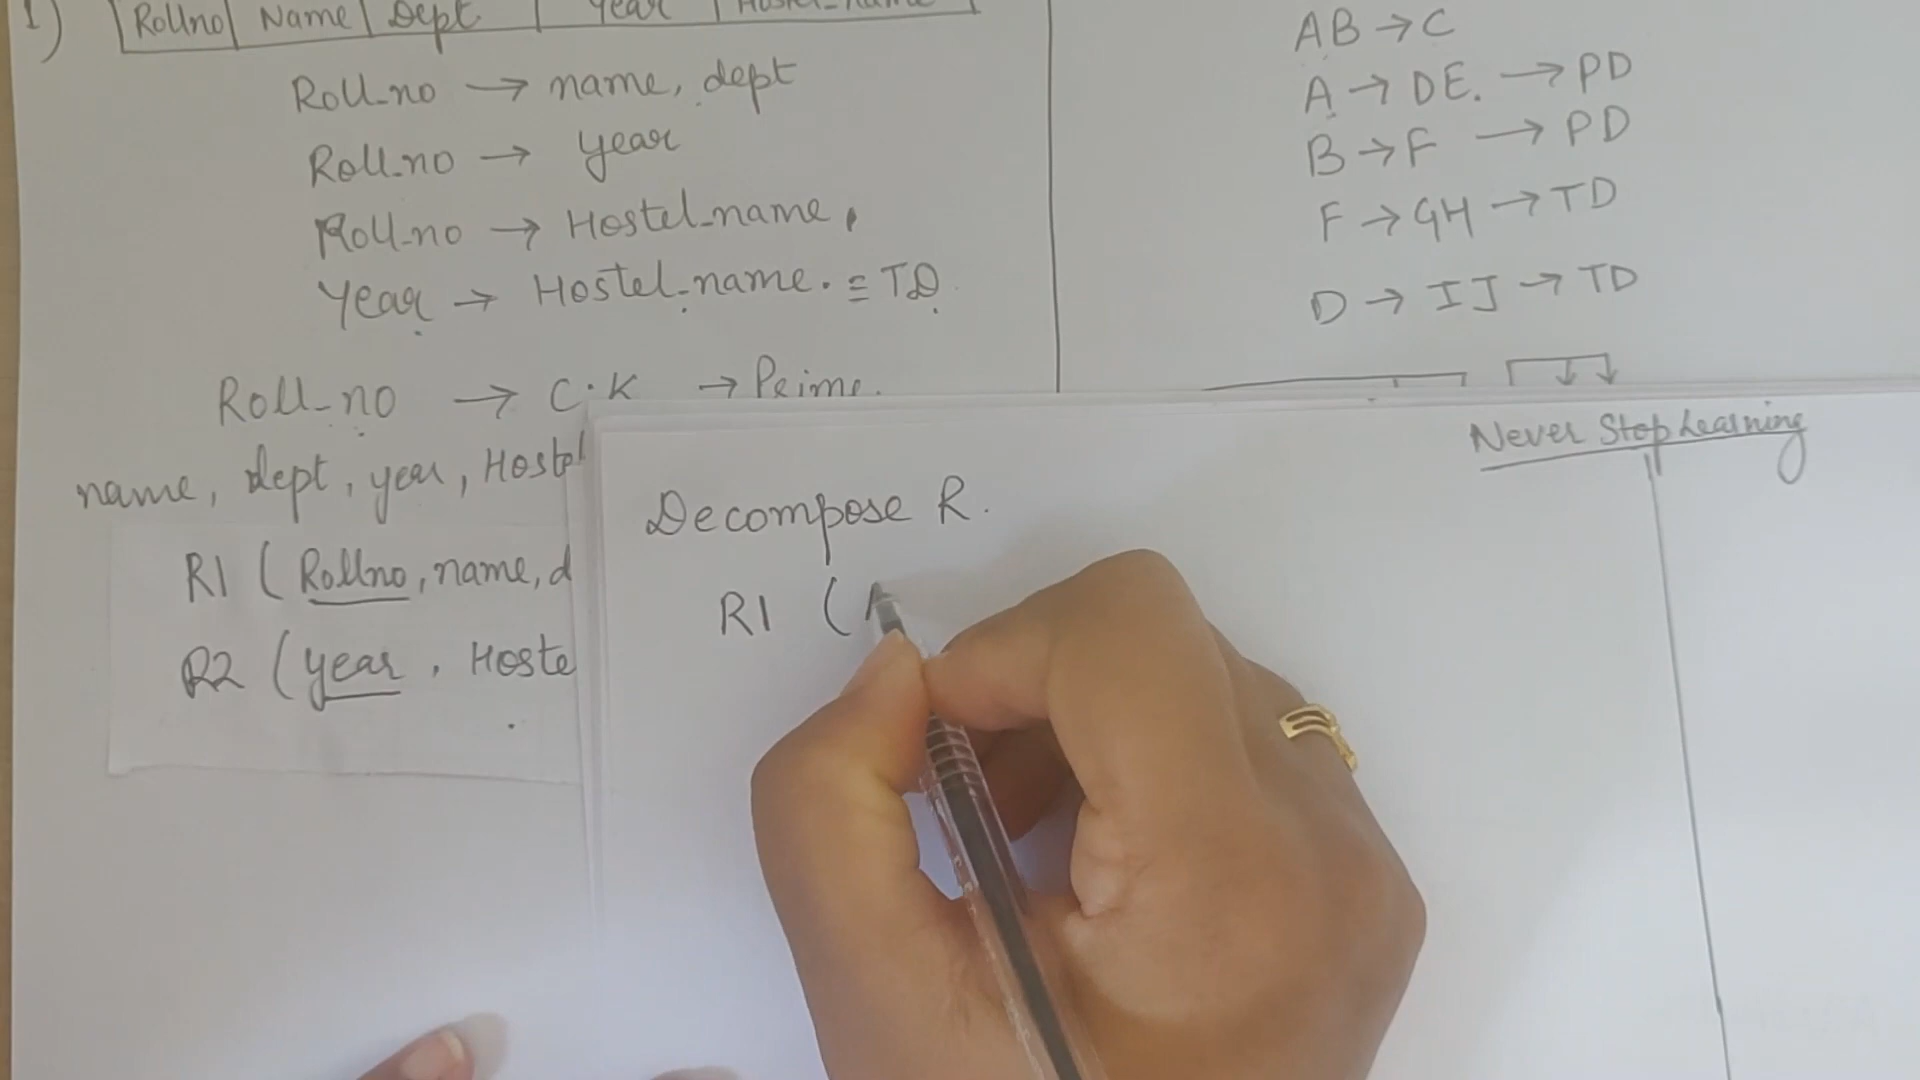 1) Rollno Name Dept Year Hostel_name
Roll_no → name, dept
Roll_no → year
Roll_no → Hostel_name,
Year → Hostel_name. = TD
Roll_no → C.K → Prime.
name, dept, year, Hostel
R1 (Rollno, name, d
R2 (year, Hoste
AB → C
A → DE. → PD
B → F → PD
F → GH → TD
D → IJ → TD
Never Stop Learning
Decompose R.
R1 (A